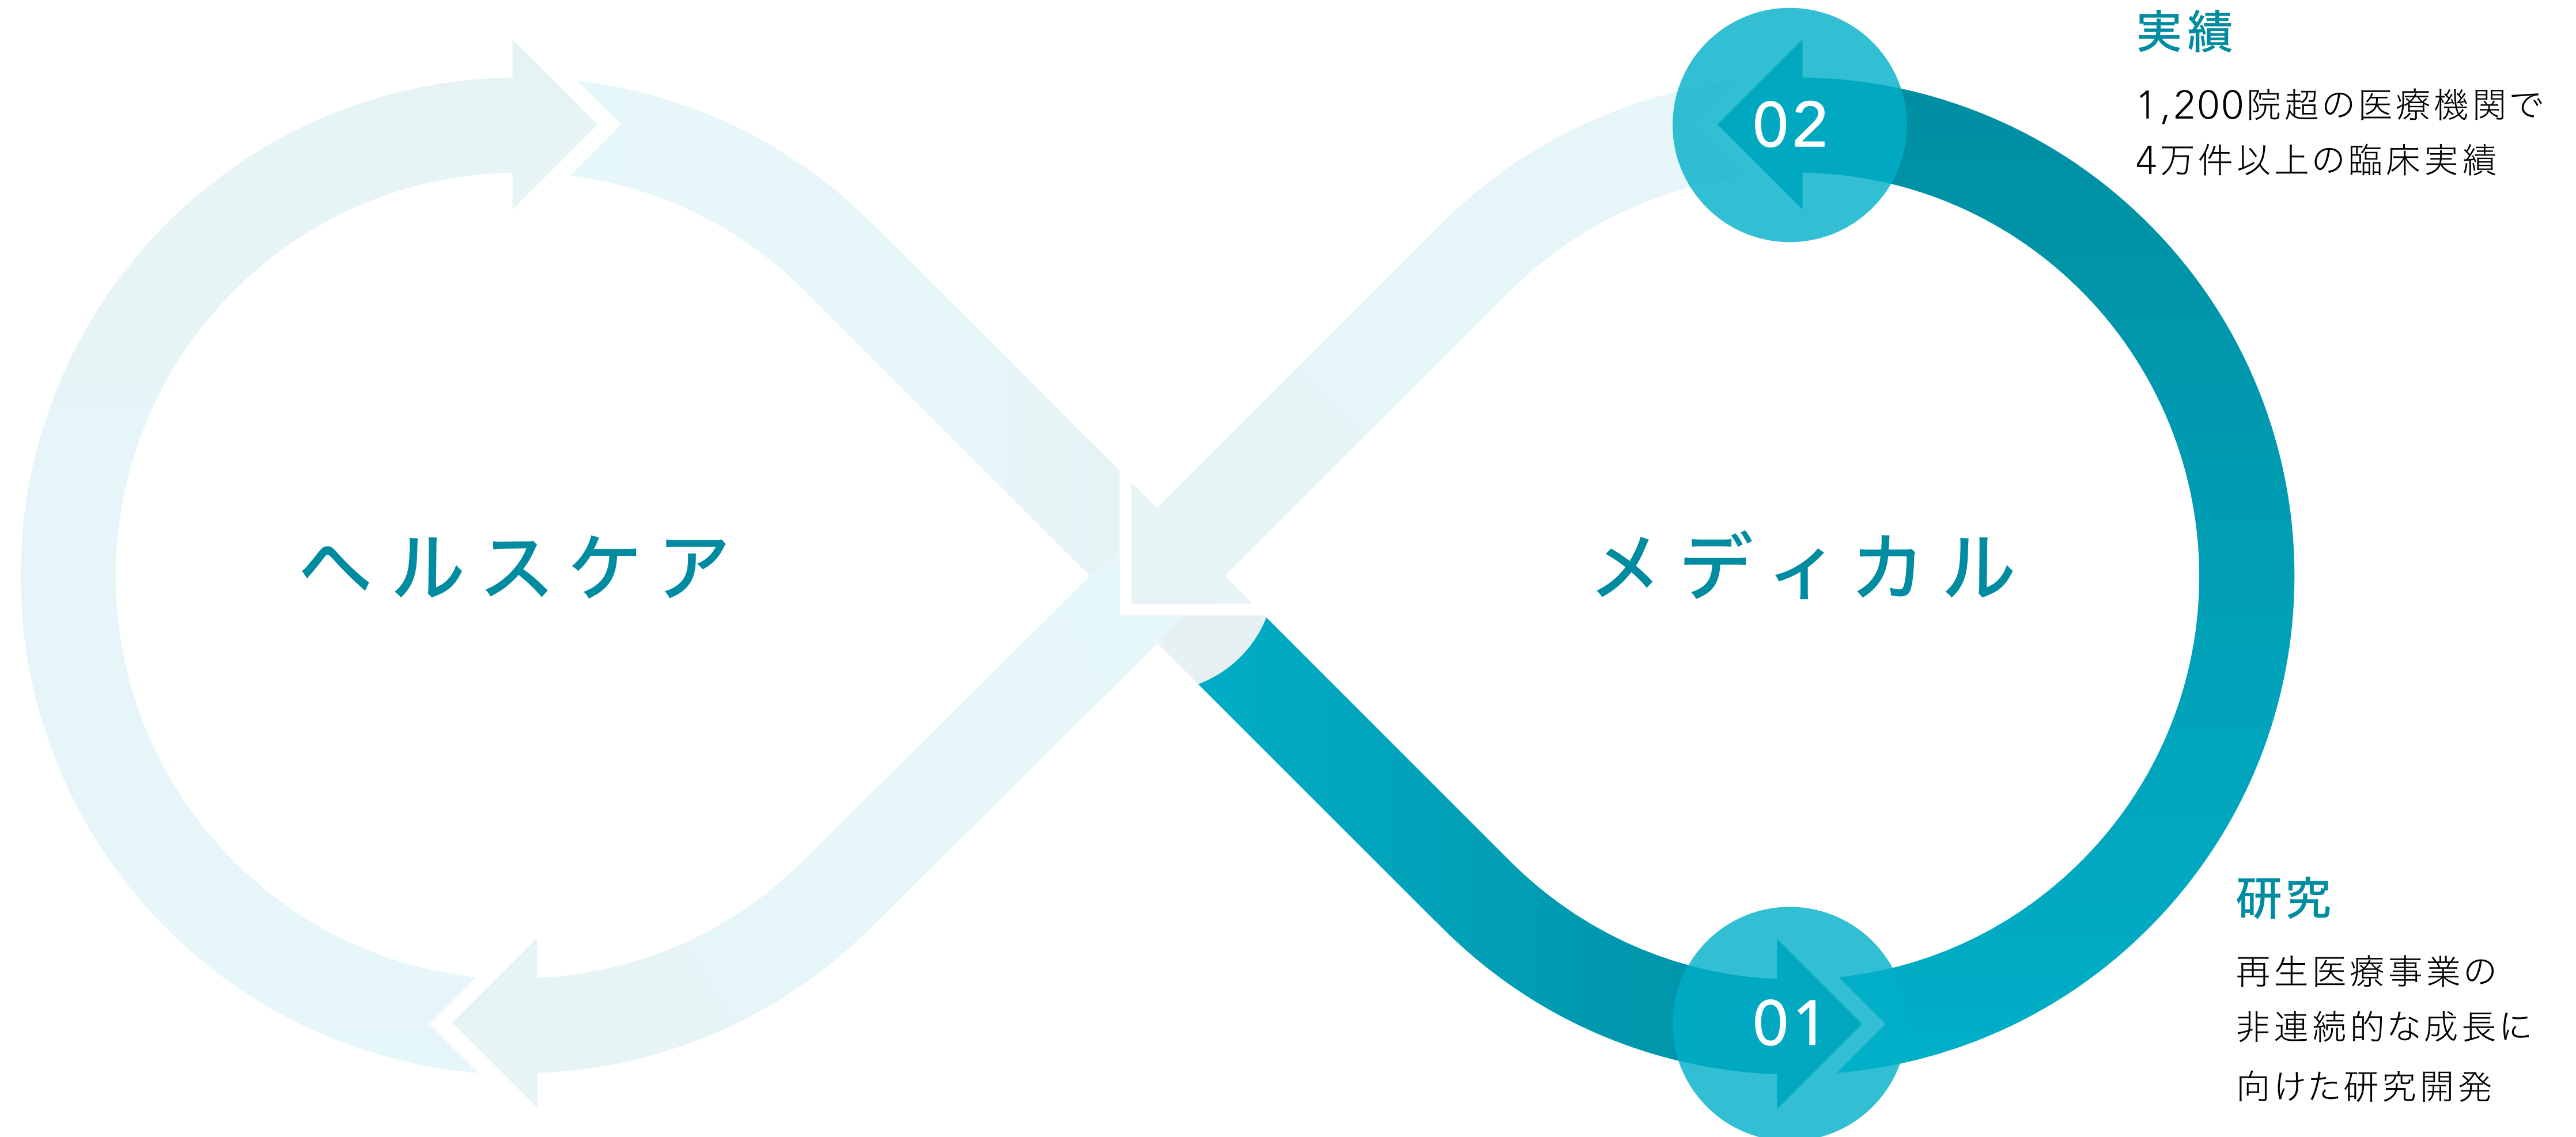 実績
1,200院超の医療機関で
4万件以上の臨床実績
02
ヘルスケア
メディカル
研究
再生医療事業の
非連続的な成長に
向けた研究開発
01